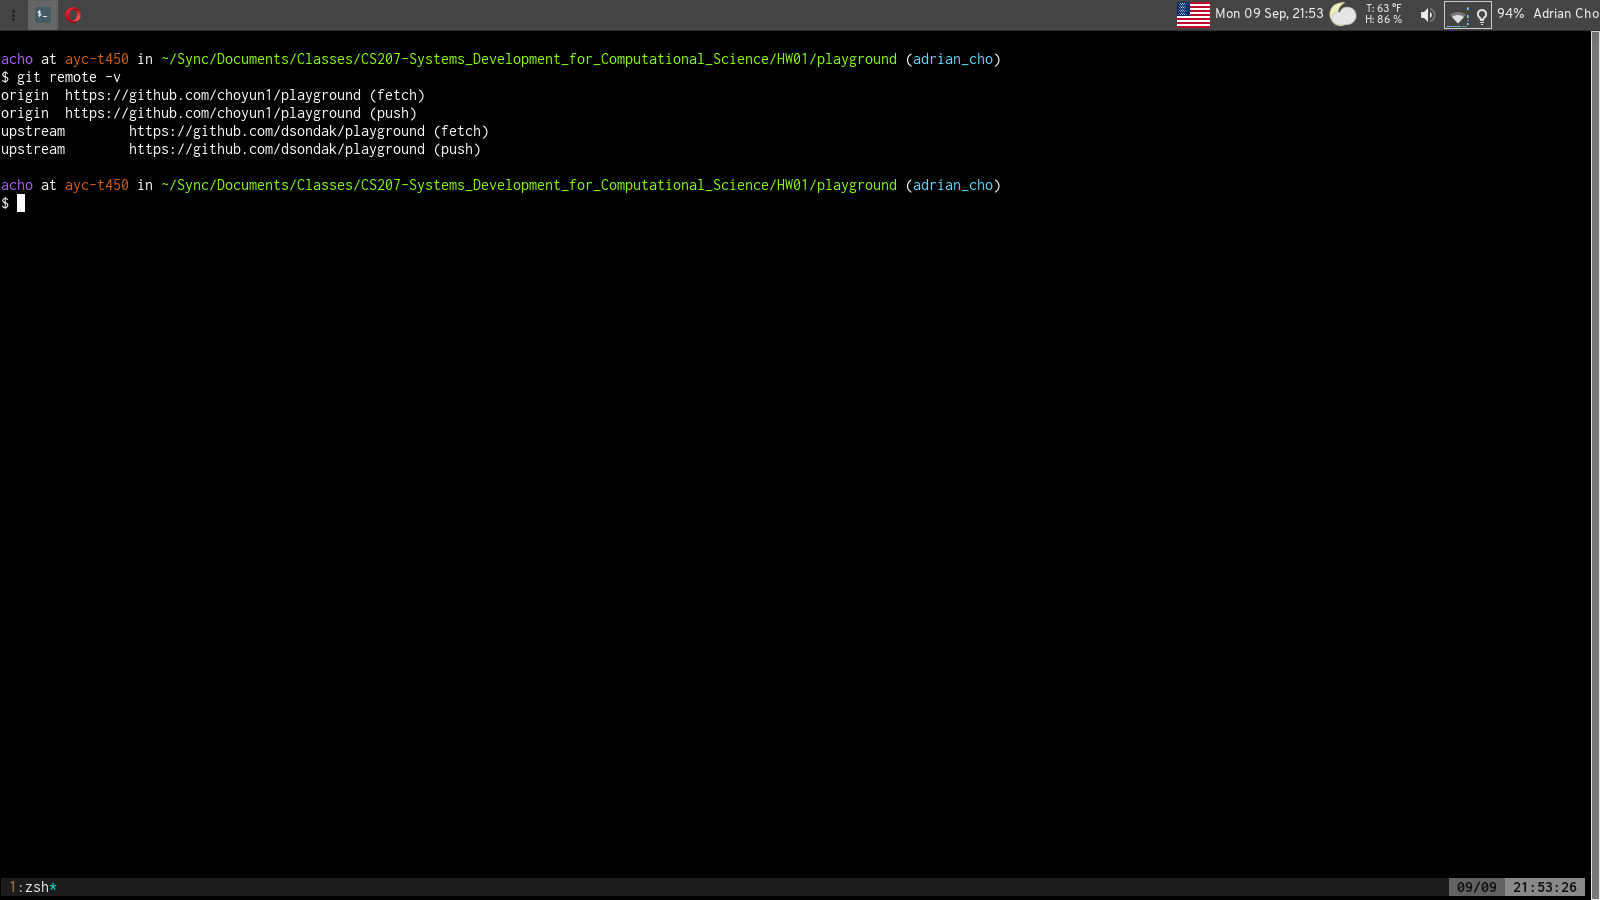 $_ Mon 09 Sep, 21:53 T: 63 °F 94% Adrian Cho
H: 86 %
acho at ayc-t450 in ~/Sync/Documents/Classes/CS207-Systems_Development_for_Computational_Science/HW01/playground (adrian_cho)
$ git remote -v
origin  https://github.com/choyun1/playground (fetch)
origin  https://github.com/choyun1/playground (push)
upstream        https://github.com/dsondak/playground (fetch)
upstream        https://github.com/dsondak/playground (push)
acho at ayc-t450 in ~/Sync/Documents/Classes/CS207-Systems_Development_for_Computational_Science/HW01/playground (adrian_cho)
$
1:zsh* 09/09 21:53:26